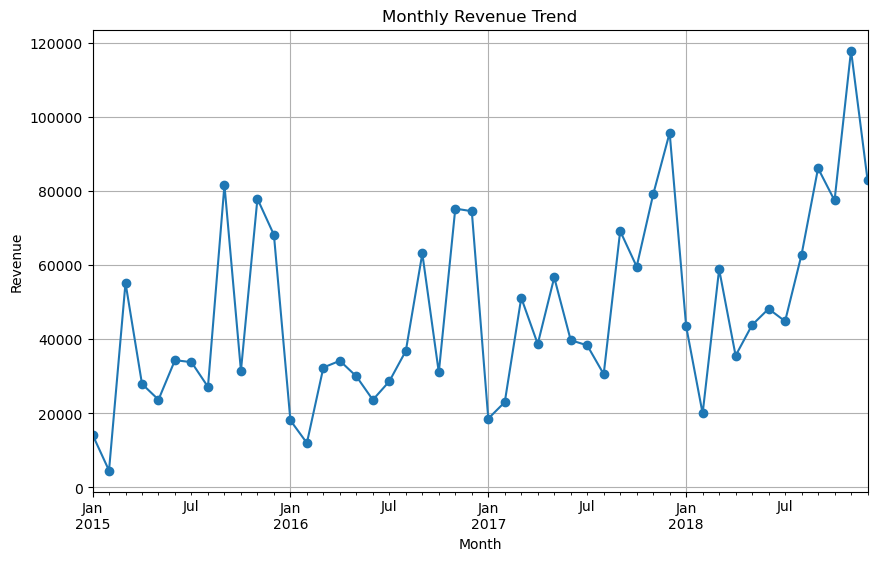 Monthly Revenue Trend
120000
100000
80000
60000
40000
20000
0
Revenue
Jan Jul Jan Jul Jan Jul Jan Jul
2015 2016 2017 2018
Month